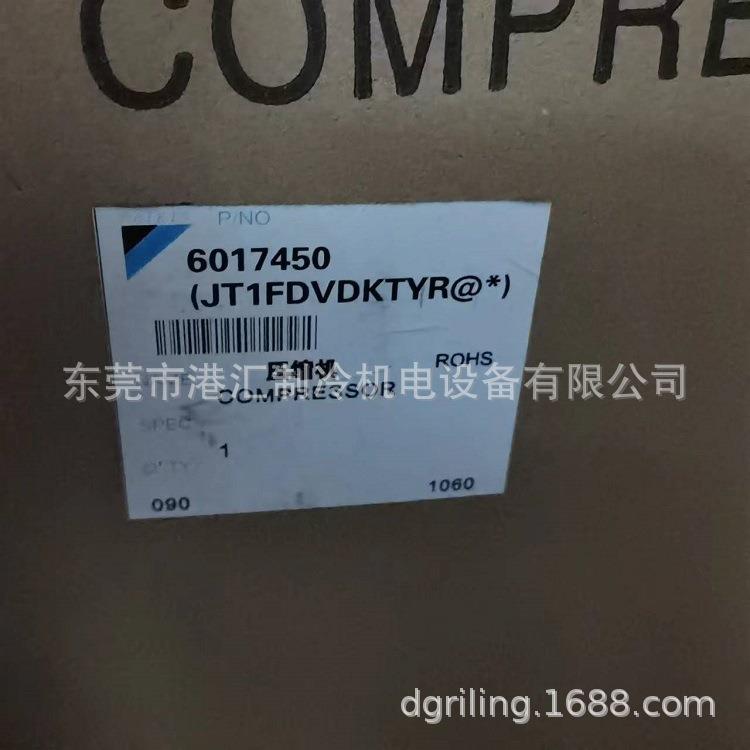 COMPRE
P/NO
6017450
(JT1FDVDKTYR@*)
压缩机
ROHS
东莞市港汇制冷机电设备有限公司
COMPRESSOR
SPEC
Q'TY
1
090
1060
dgriling.1688.com